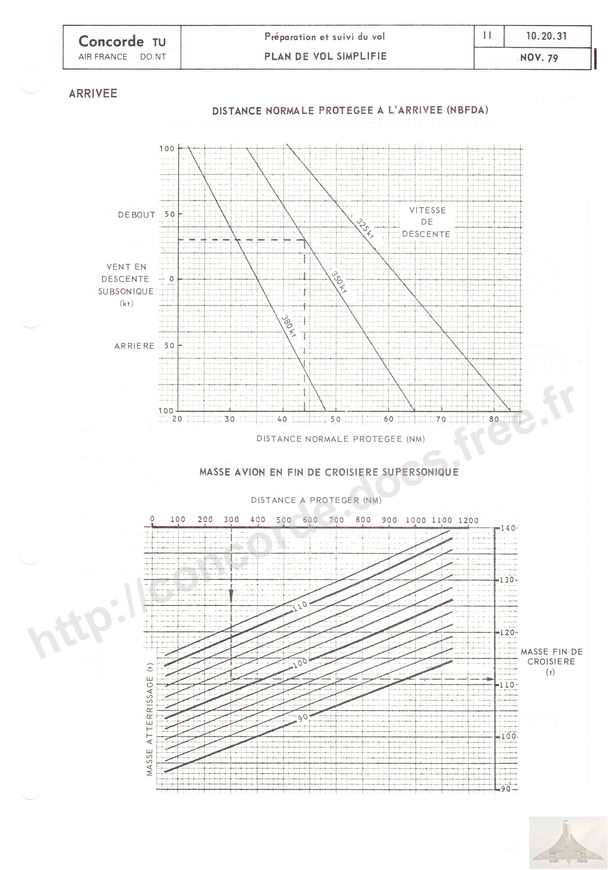 Concorde TU
AIR FRANCE DO.NT
Préparation et suivi du vol
PLAN DE VOL SIMPLIFIE
II
10.20.31
NOV. 79
ARRIVEE
DISTANCE NORMALE PROTEGEE A L'ARRIVEE (NBFDA)
100
DEBOUT 50
VENT EN
DESCENTE 0
SUBSONIQUE
(kt)
ARRIERE 50
100
VITESSE
DE
DESCENTE
325 kt
350 kt
380 kt
20 30 40 50 60 70 80
DISTANCE NORMALE PROTEGEE (NM)
MASSE AVION EN FIN DE CROISIERE SUPERSONIQUE
DISTANCE A PROTEGER (NM)
0 100 200 300 400 500 600 700 800 900 1000 1100 1200
140
130
120
110
90
MASSE FIN DE
CROISIERE
(t)
110
100
90
MASSE ATTERRISSAGE (t)
http://concorde.docs.free.fr